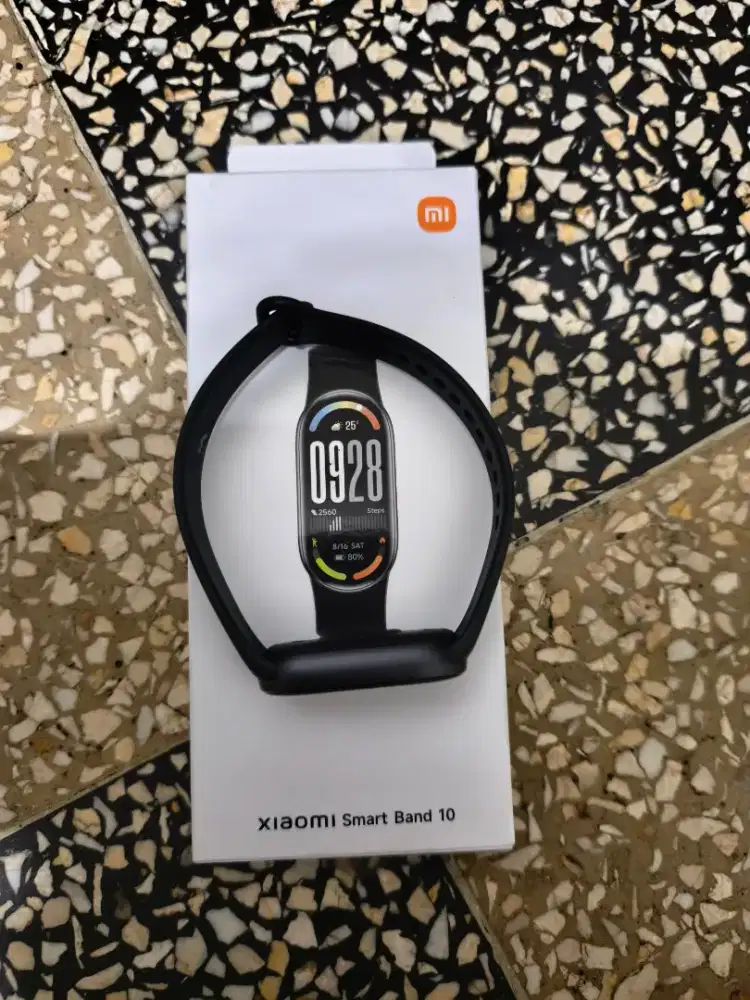 mi
25°
0928
2560 Steps
8/16 SAT
80%
xiaomi Smart Band 10